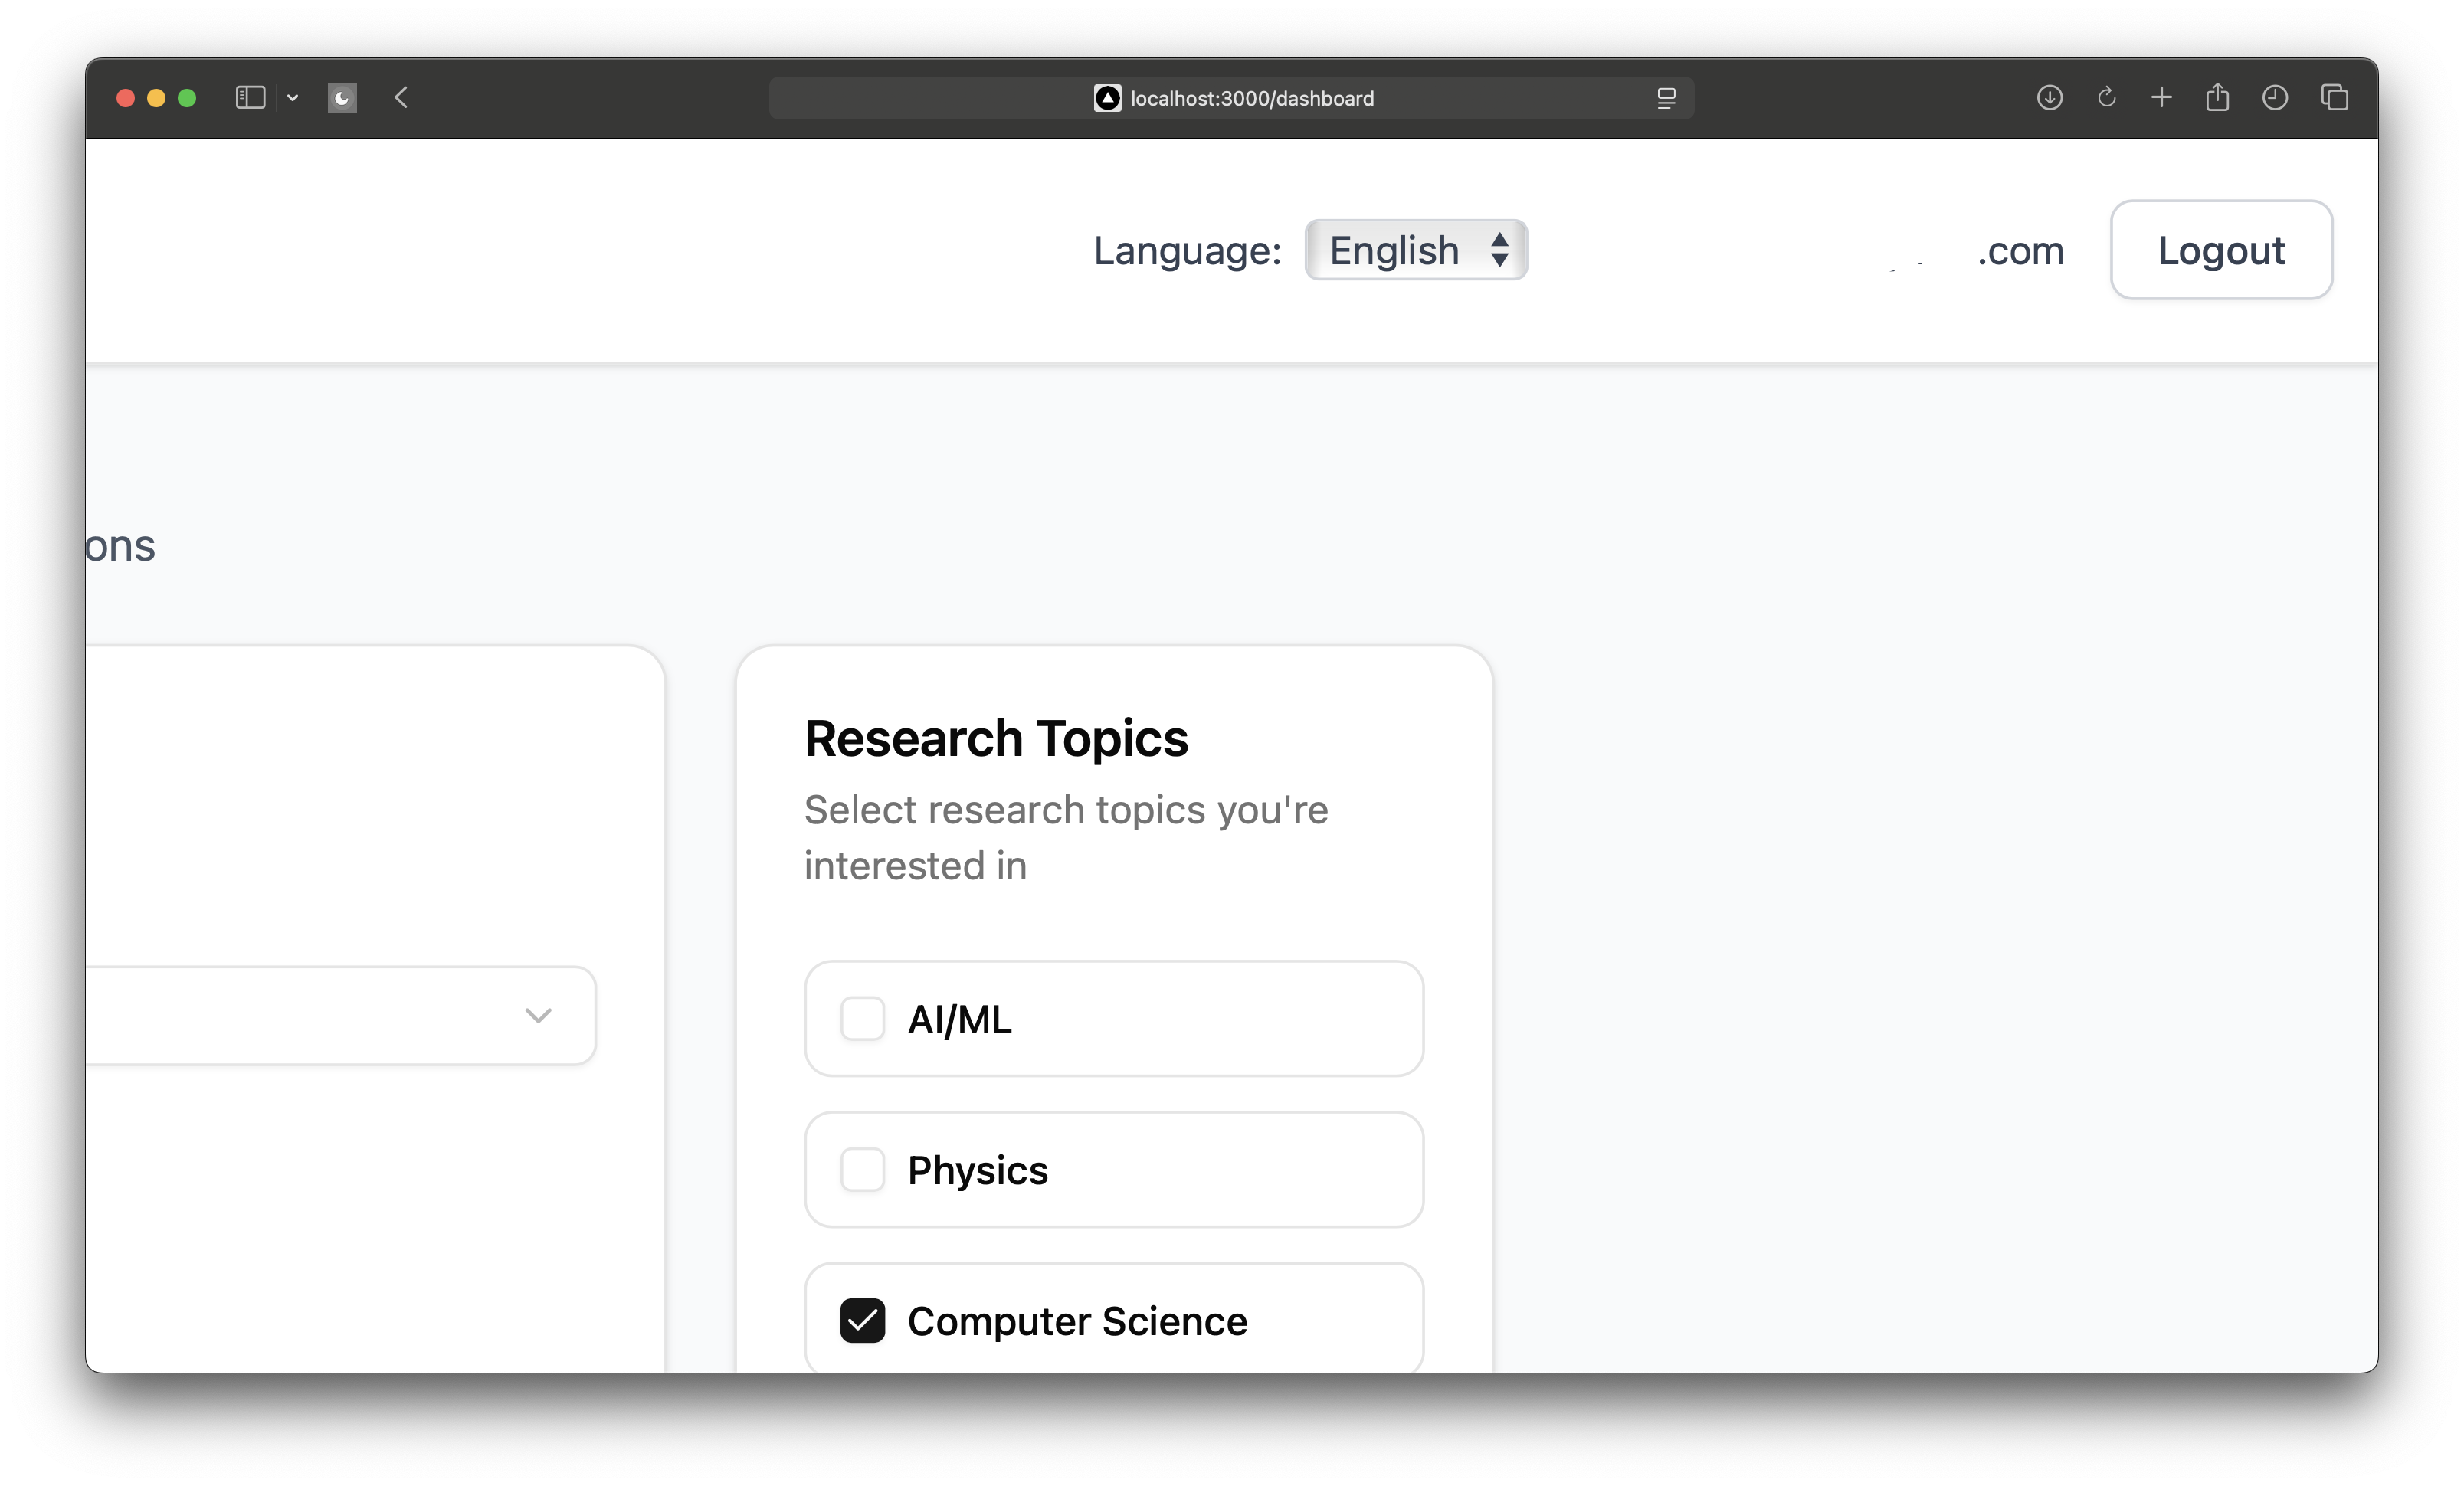 localhost:3000/dashboard
Language: English .com Logout
ons
Research Topics
Select research topics you're
interested in
AI/ML
Physics
Computer Science